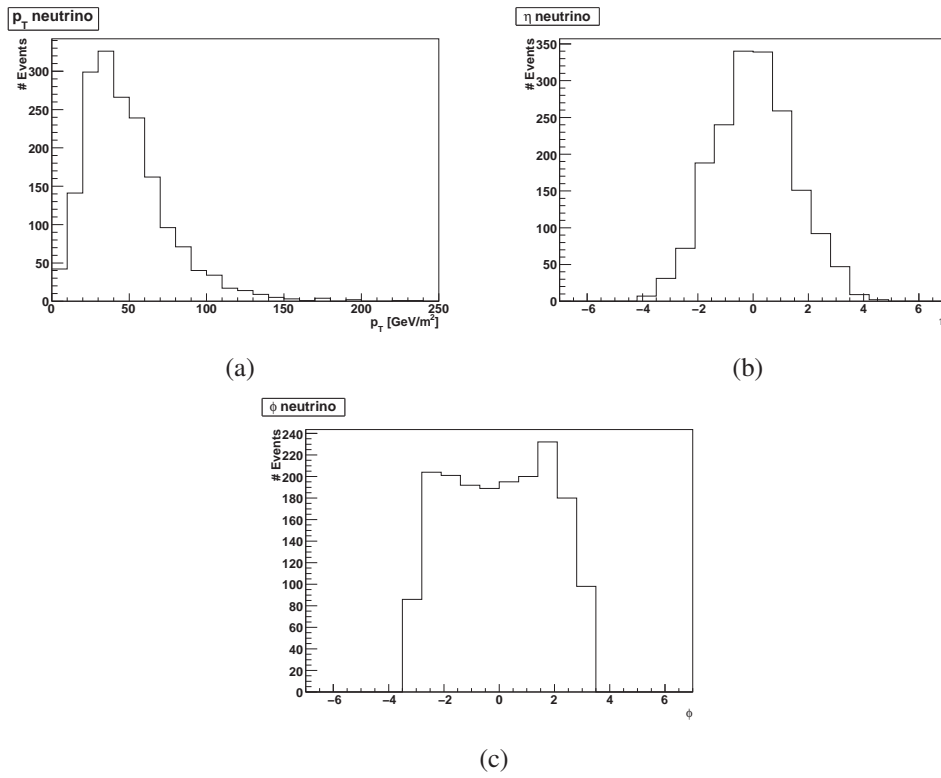 p_T neutrino
# Events
300
250
200
150
100
50
0
0 50 100 150 200 250
p_T [GeV/m²]
(a)
η neutrino
# Events
350
300
250
200
150
100
50
0
−6 −4 −2 0 2 4 6
(b)
ϕ neutrino
# Events
240
220
200
180
160
140
120
100
80
60
40
20
0
−6 −4 −2 0 2 4 6
ϕ
(c)